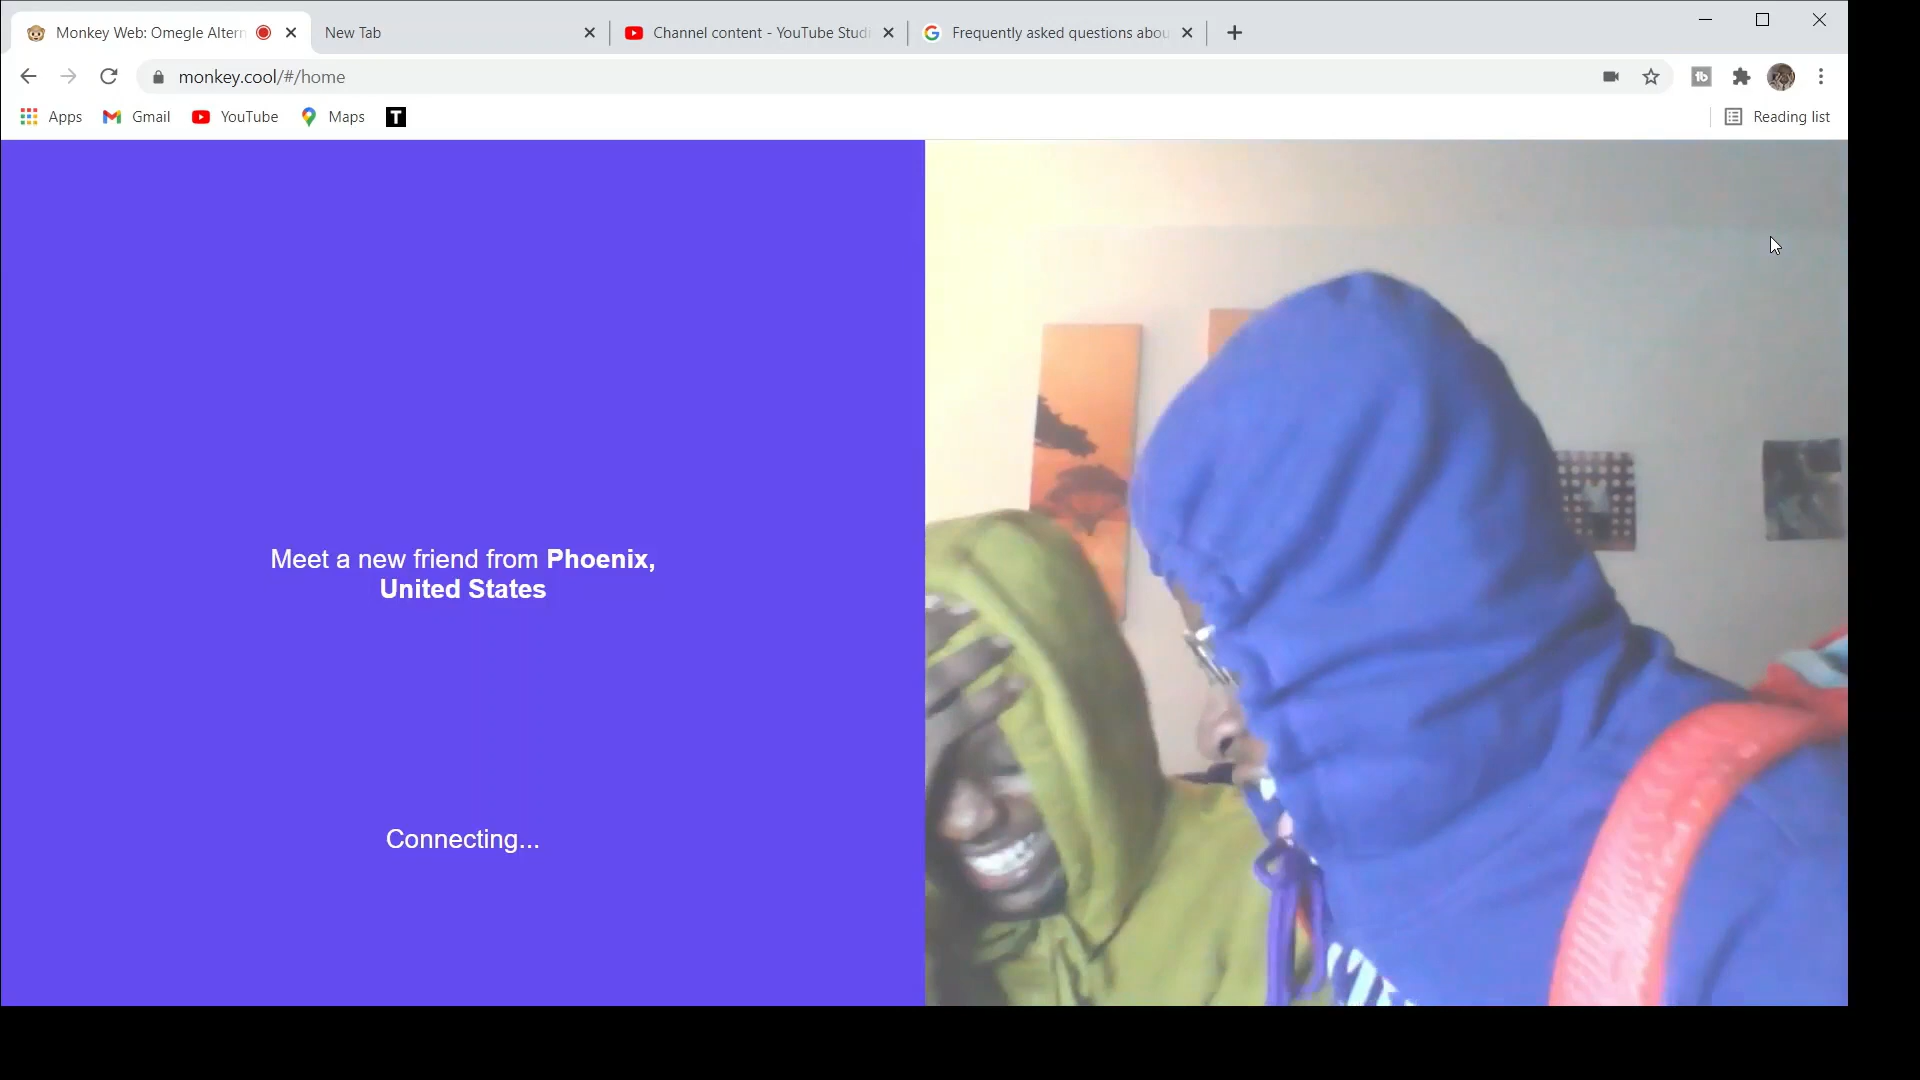 Monkey Web: Omegle Altern
New Tab
Channel content - YouTube Studi
Frequently asked questions abou
monkey.cool/#/home
tb
Apps
Gmail
YouTube
Maps
T
Reading list
Meet a new friend from Phoenix,
United States
Connecting...